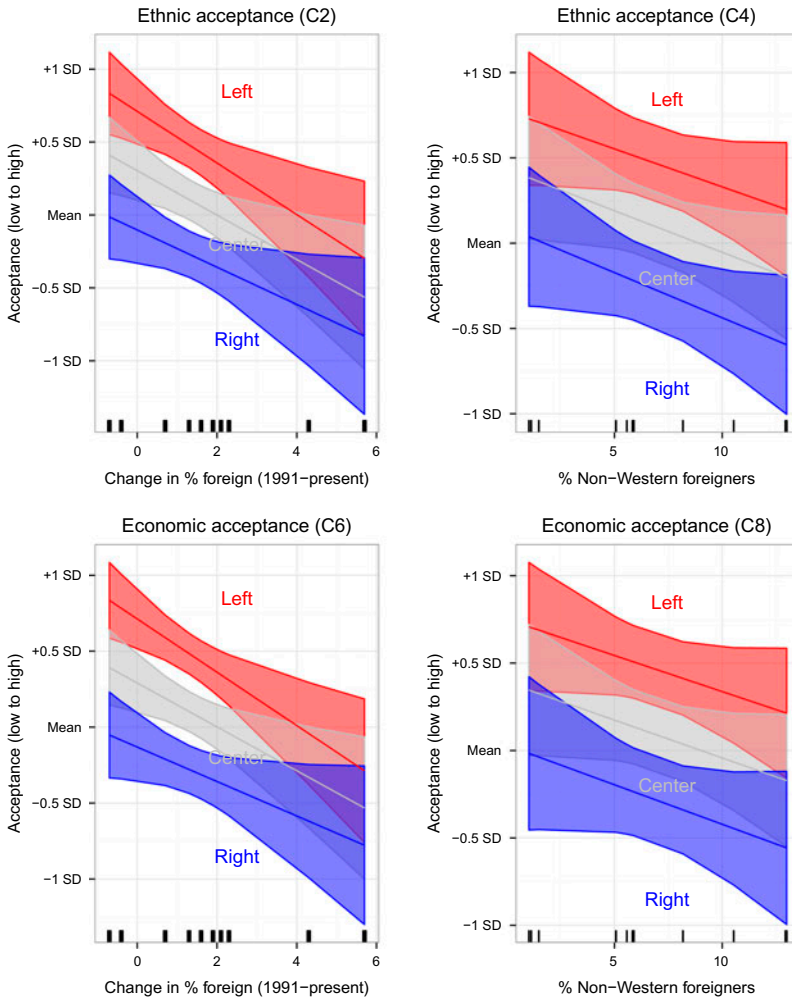 Ethnic acceptance (C2)
Acceptance (low to high)
+1 SD
+0.5 SD
Mean
−0.5 SD
−1 SD
Left
Center
Right
0
2
4
6
Change in % foreign (1991−present)
Ethnic acceptance (C4)
Acceptance (low to high)
+1 SD
+0.5 SD
Mean
−0.5 SD
−1 SD
Left
Center
Right
5
10
% Non−Western foreigners
Economic acceptance (C6)
Acceptance (low to high)
+1 SD
+0.5 SD
Mean
−0.5 SD
−1 SD
Left
Center
Right
0
2
4
6
Change in % foreign (1991−present)
Economic acceptance (C8)
Acceptance (low to high)
+1 SD
+0.5 SD
Mean
−0.5 SD
−1 SD
Left
Center
Right
5
10
% Non−Western foreigners